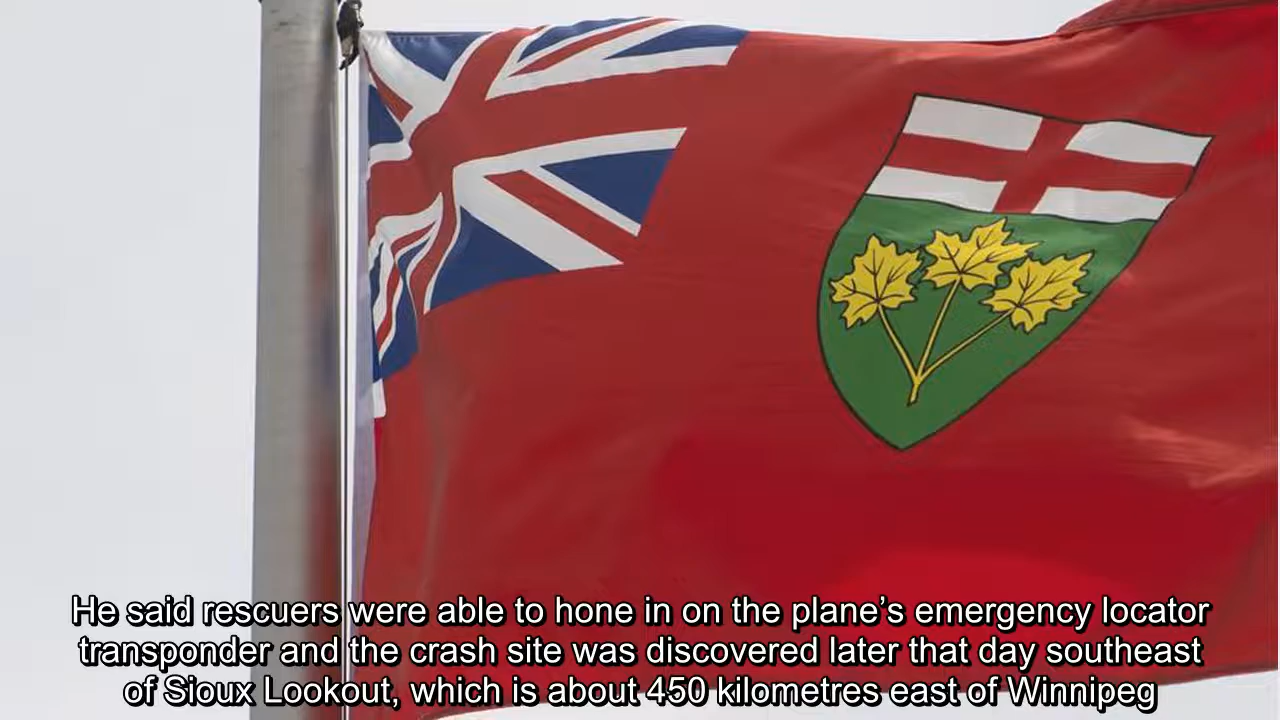 He said rescuers were able to hone in on the plane’s emergency locator
transponder and the crash site was discovered later that day southeast
of Sioux Lookout, which is about 450 kilometres east of Winnipeg